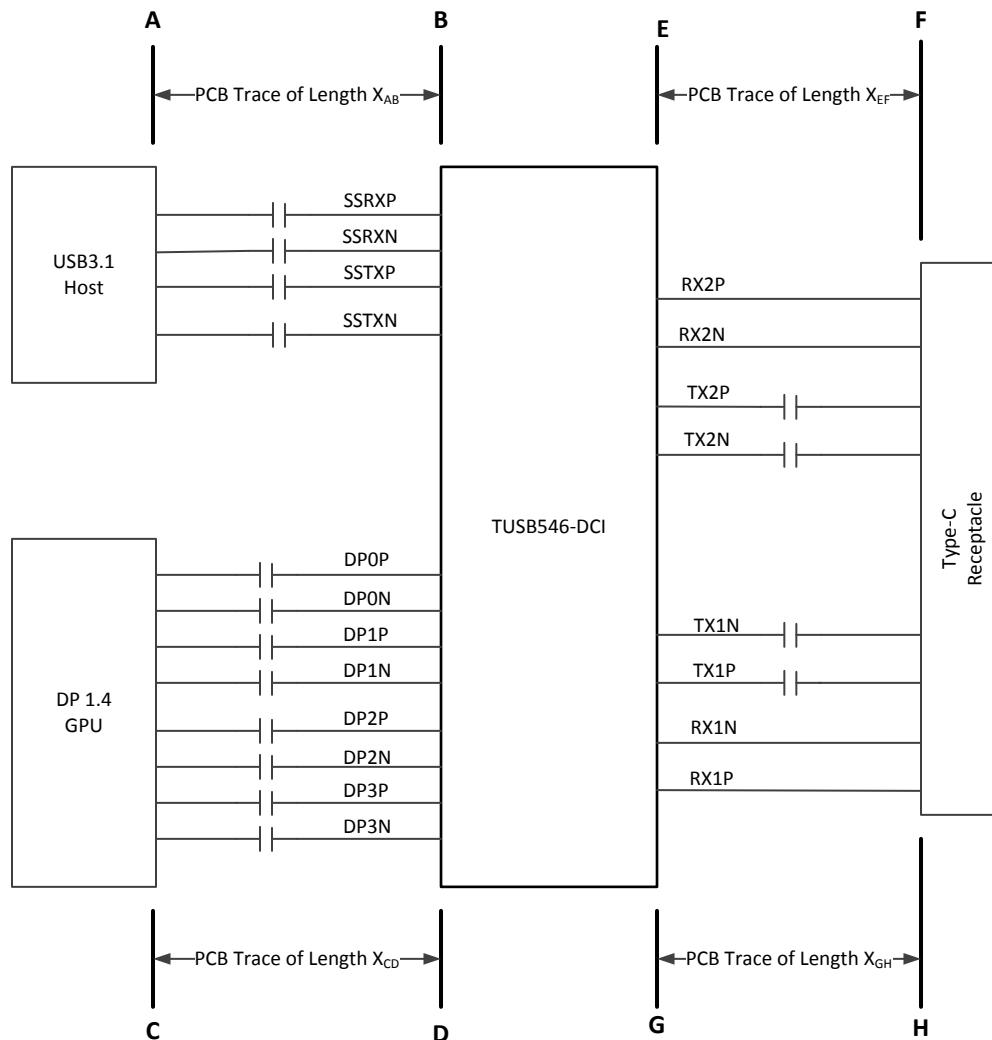 A
B
E
F
PCB Trace of Length XAB
PCB Trace of Length XEF
USB3.1
Host
SSRXP
SSRXN
SSTXP
SSTXN
RX2P
RX2N
TX2P
TX2N
TUSB546-DCI
Type-C
Receptacle
DP 1.4
GPU
DP0P
DP0N
DP1P
DP1N
DP2P
DP2N
DP3P
DP3N
TX1N
TX1P
RX1N
RX1P
PCB Trace of Length XCD
PCB Trace of Length XGH
C
D
G
H